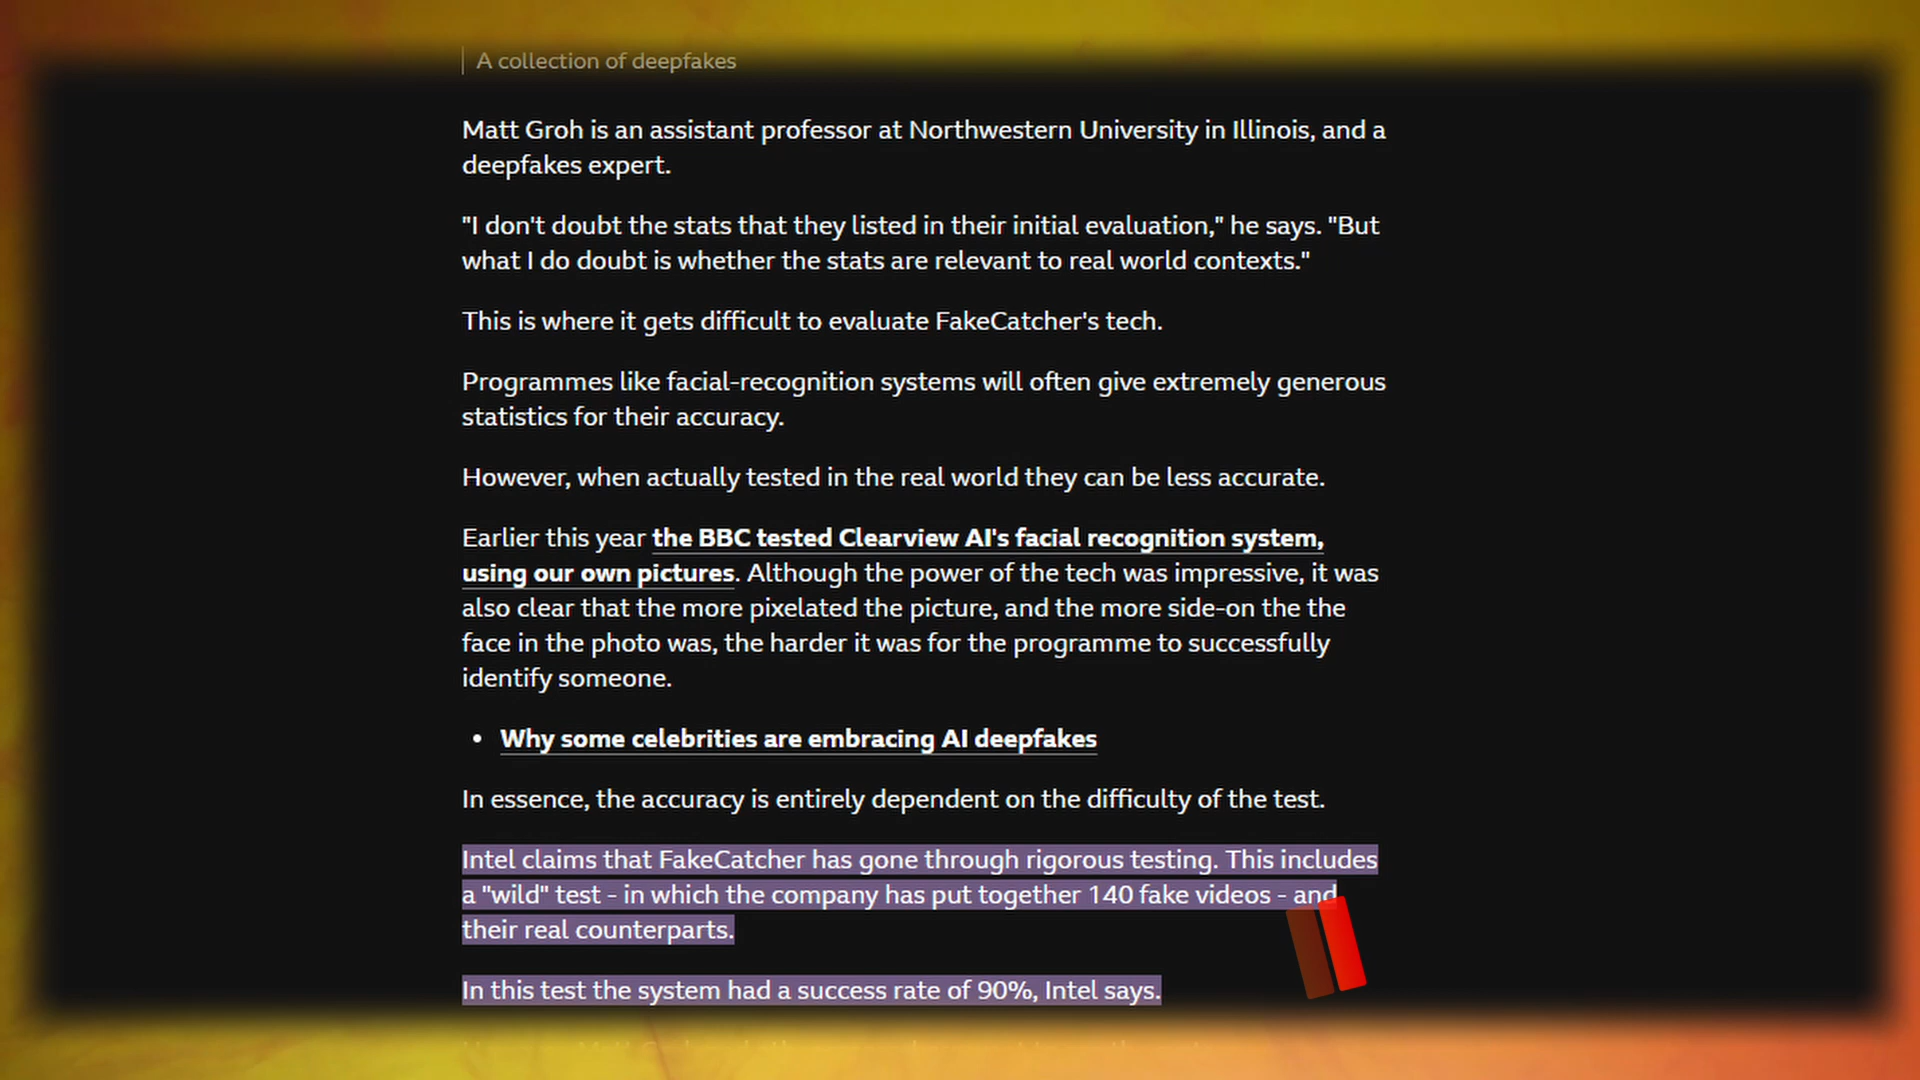 A collection of deepfakes
Matt Groh is an assistant professor at Northwestern University in Illinois, and a
deepfakes expert.
"I don't doubt the stats that they listed in their initial evaluation," he says. "But
what I do doubt is whether the stats are relevant to real world contexts."
This is where it gets difficult to evaluate FakeCatcher's tech.
Programmes like facial-recognition systems will often give extremely generous
statistics for their accuracy.
However, when actually tested in the real world they can be less accurate.
Earlier this year the BBC tested Clearview AI's facial recognition system,
using our own pictures. Although the power of the tech was impressive, it was
also clear that the more pixelated the picture, and the more side-on the the
face in the photo was, the harder it was for the programme to successfully
identify someone.
• Why some celebrities are embracing AI deepfakes
In essence, the accuracy is entirely dependent on the difficulty of the test.
Intel claims that FakeCatcher has gone through rigorous testing. This includes
a "wild" test - in which the company has put together 140 fake videos - and
their real counterparts.
In this test the system had a success rate of 90%, Intel says.